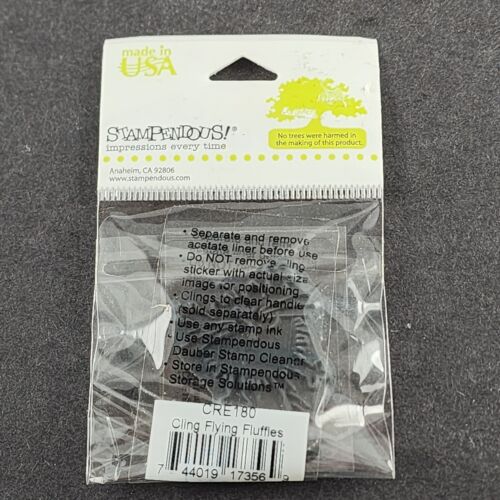 made in
USA
STAMPENDOUS!®
impressions every time
No trees were harmed in
the making of this product.
Anaheim, CA 92806
www.stampendous.com
• Separate and remove
acetate liner before use
• Do NOT remove cling
sticker with actual size
image for positioning
• Clings to clear handle
(sold separately)
• Use any stamp ink
• Use Stampendous
Dauber Stamp Cleaner
• Store in Stampendous
Storage Solutions™
CRE180
Cling Flying Fluffies
7 44019 17356 9